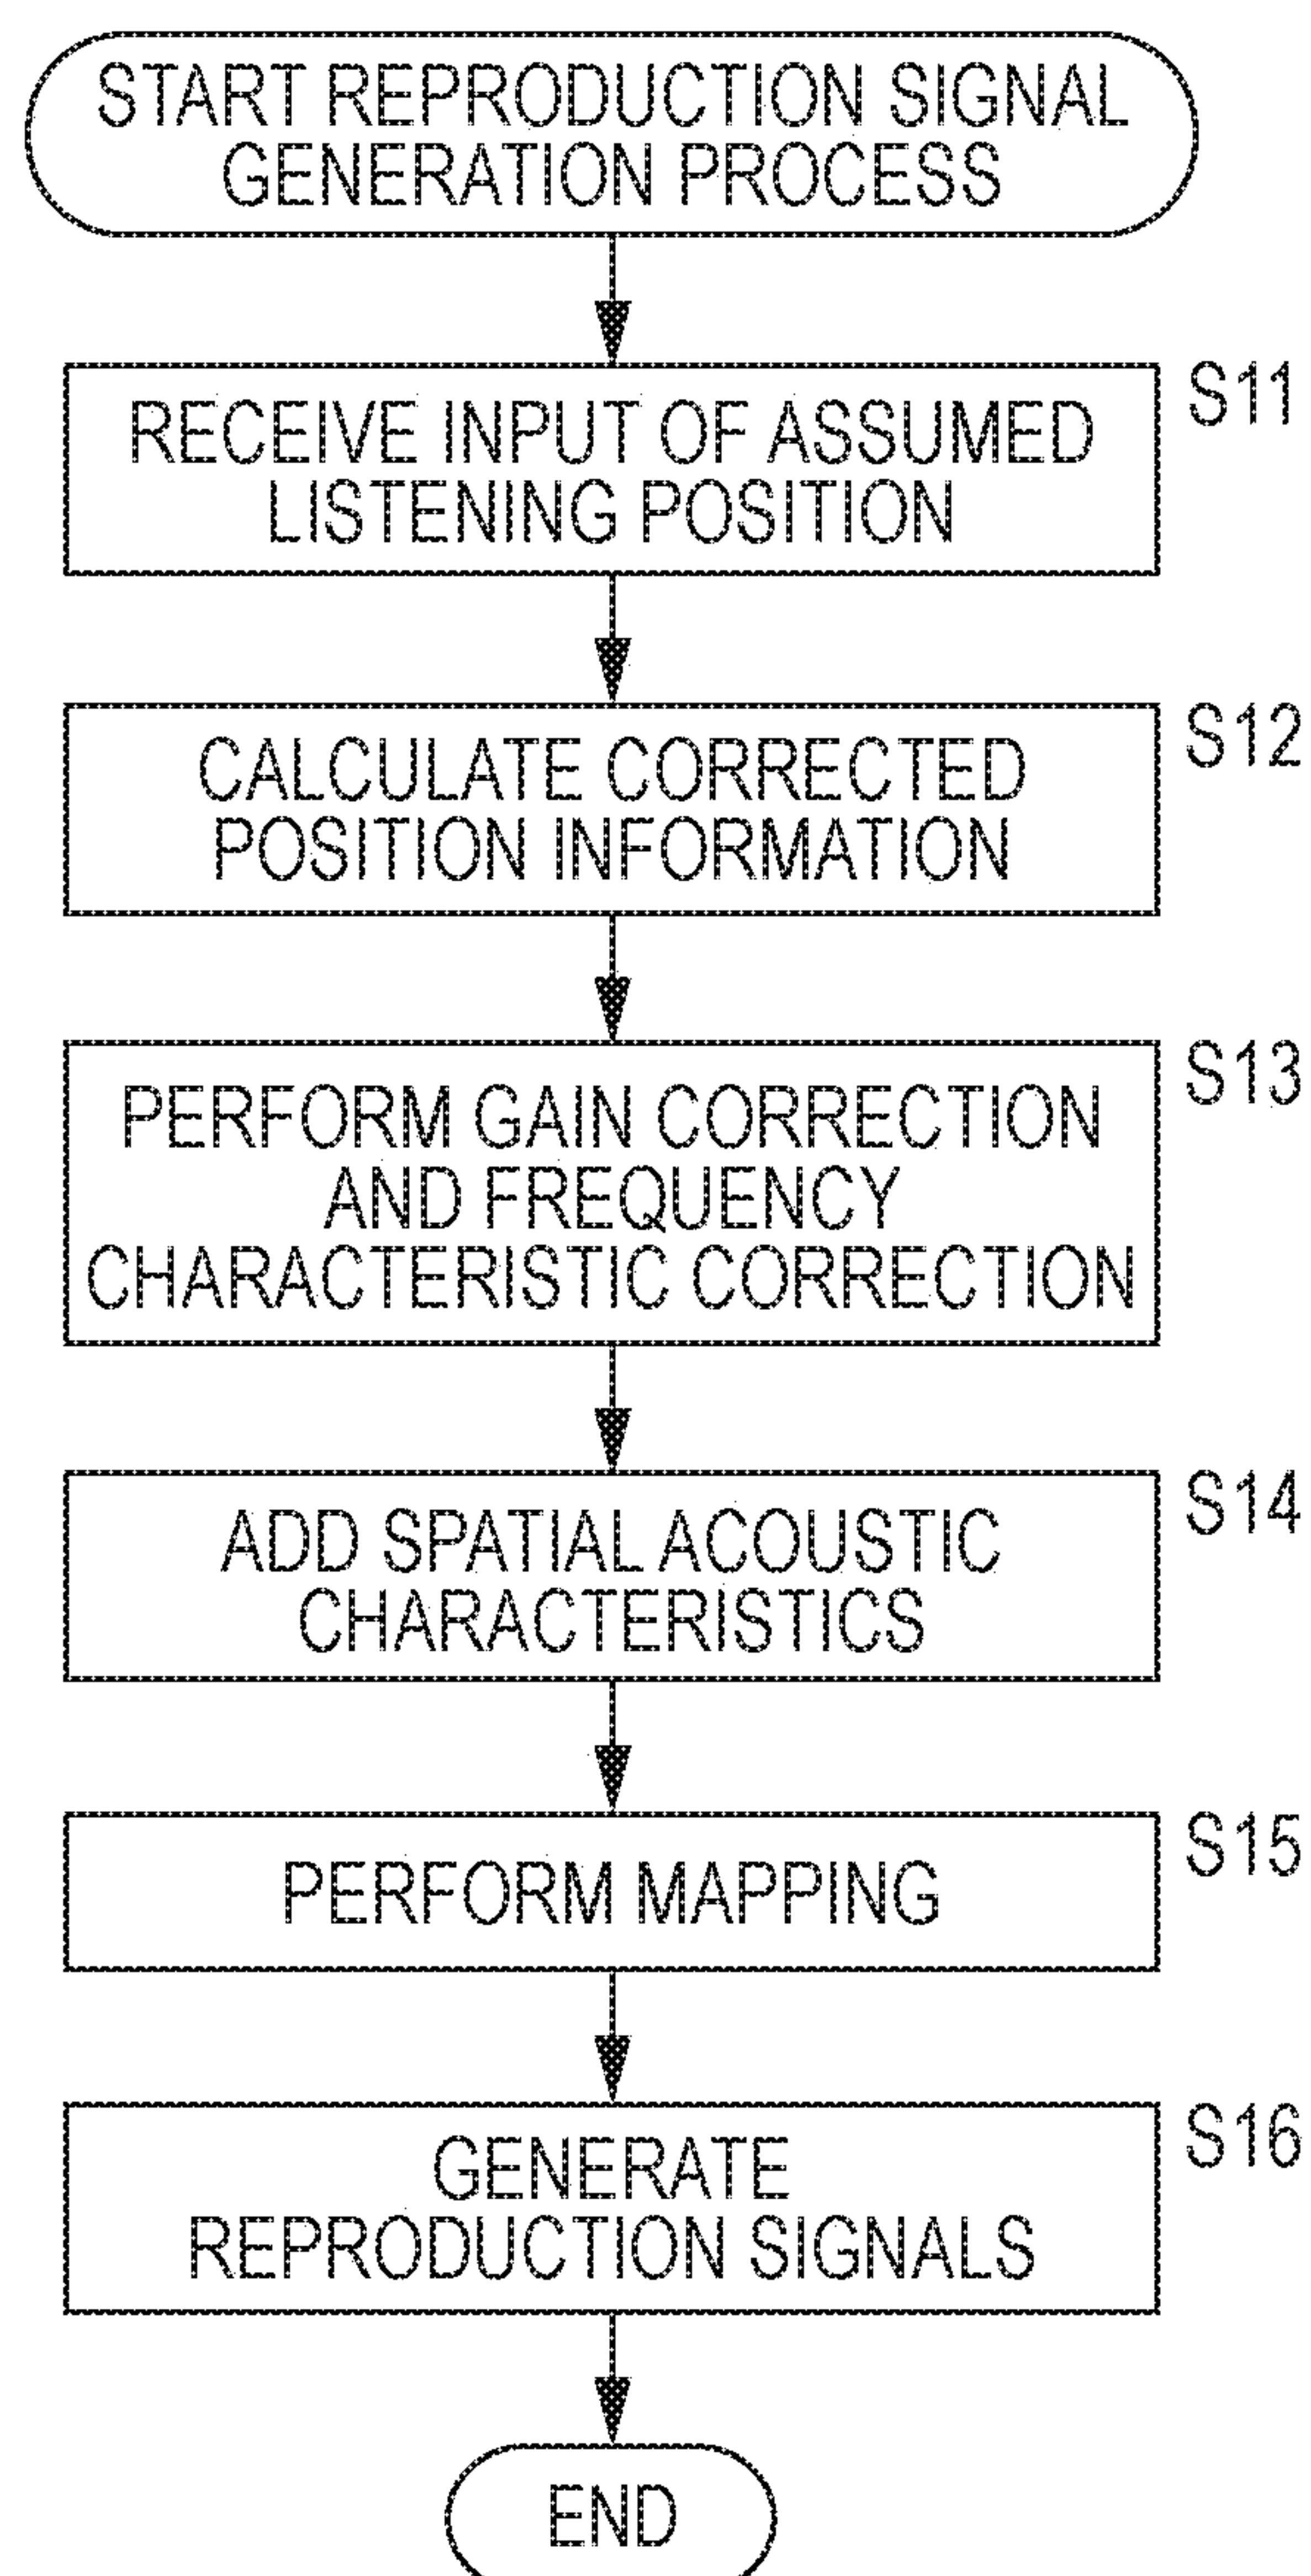 START REPRODUCTION SIGNAL
GENERATION PROCESS
S11
RECEIVE INPUT OF ASSUMED
LISTENING POSITION
S12
CALCULATE CORRECTED
POSITION INFORMATION
S13
PERFORM GAIN CORRECTION
AND FREQUENCY
CHARACTERISTIC CORRECTION
S14
ADD SPATIAL ACOUSTIC
CHARACTERISTICS
S15
PERFORM MAPPING
S16
GENERATE
REPRODUCTION SIGNALS
END